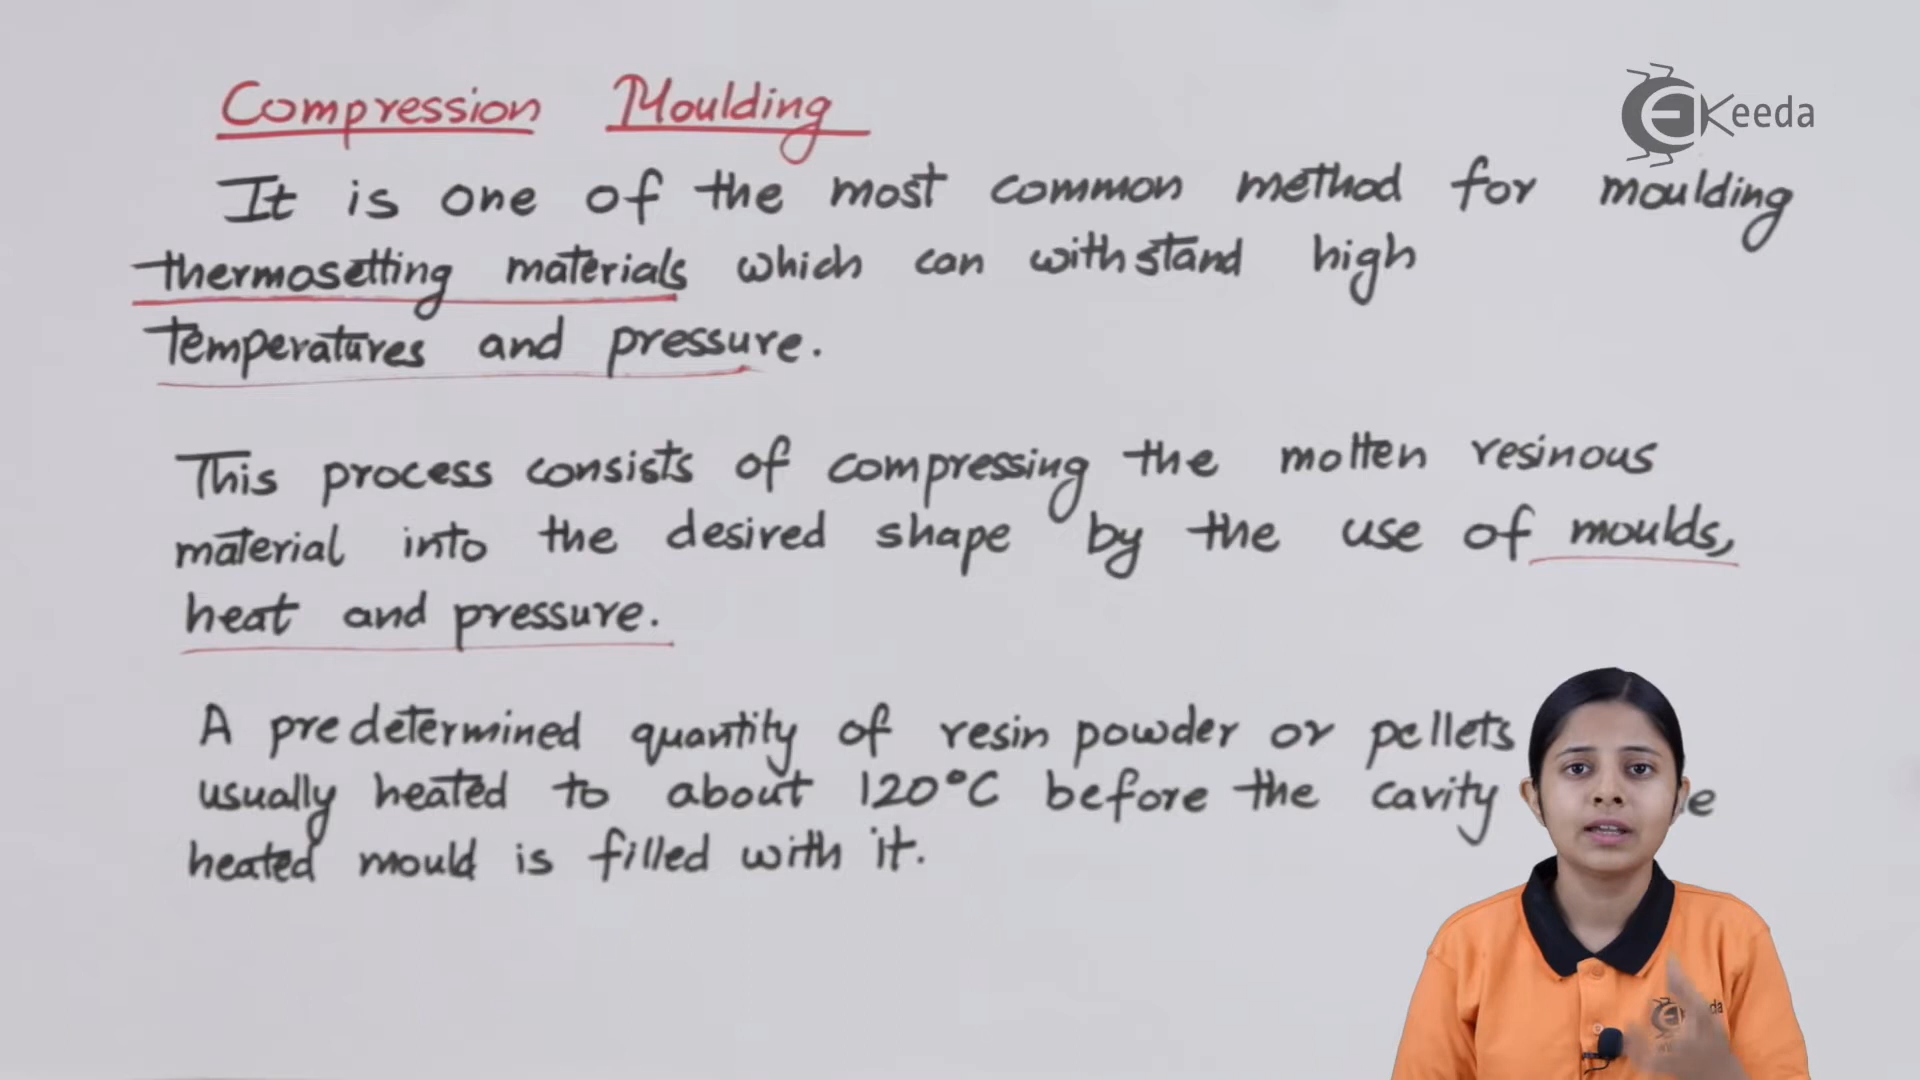 Compression Moulding
Keeda
It is one of the most common method for moulding
thermosetting materials which can withstand high
temperatures and pressure.
This process consists of compressing the molten resinous
material into the desired shape by the use of moulds,
heat and pressure.
A predetermined quantity of resin powder or pellets
usually heated to about 120°C before the cavity
heated mould is filled with it.